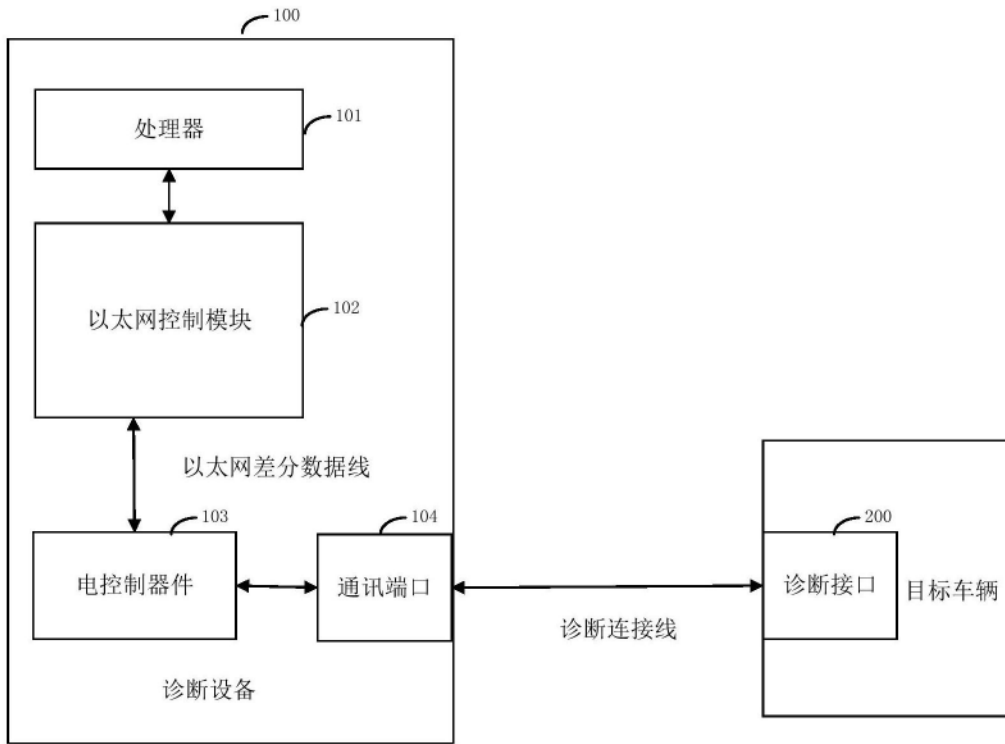 100
处理器
101
以太网控制模块
102
以太网差分数据线
103
电控制器件
104
通讯端口
诊断设备
诊断连接线
200
诊断接口
目标车辆